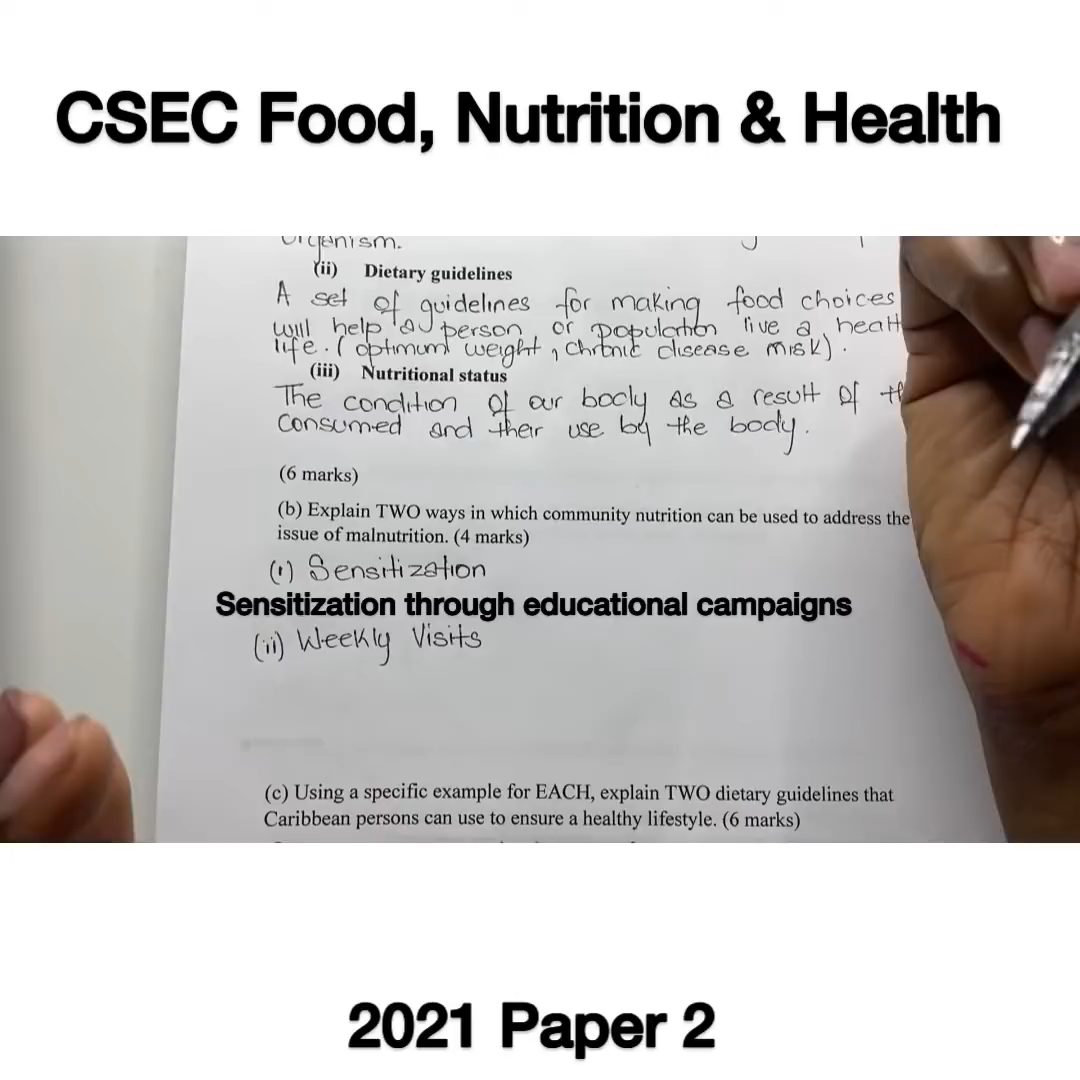 CSEC Food, Nutrition & Health
organism.
(ii) Dietary guidelines
A set of guidelines for making food choices
will help a person or population live a healt
life. (optimum weight, chronic disease risk).
(iii) Nutritional status
The condition of our body as a result of th
consumed and their use by the body.
(6 marks)
(b) Explain TWO ways in which community nutrition can be used to address the
issue of malnutrition. (4 marks)
(i) Sensitization
Sensitization through educational campaigns
(ii) Weekly Visits
(c) Using a specific example for EACH, explain TWO dietary guidelines that
Caribbean persons can use to ensure a healthy lifestyle. (6 marks)
2021 Paper 2